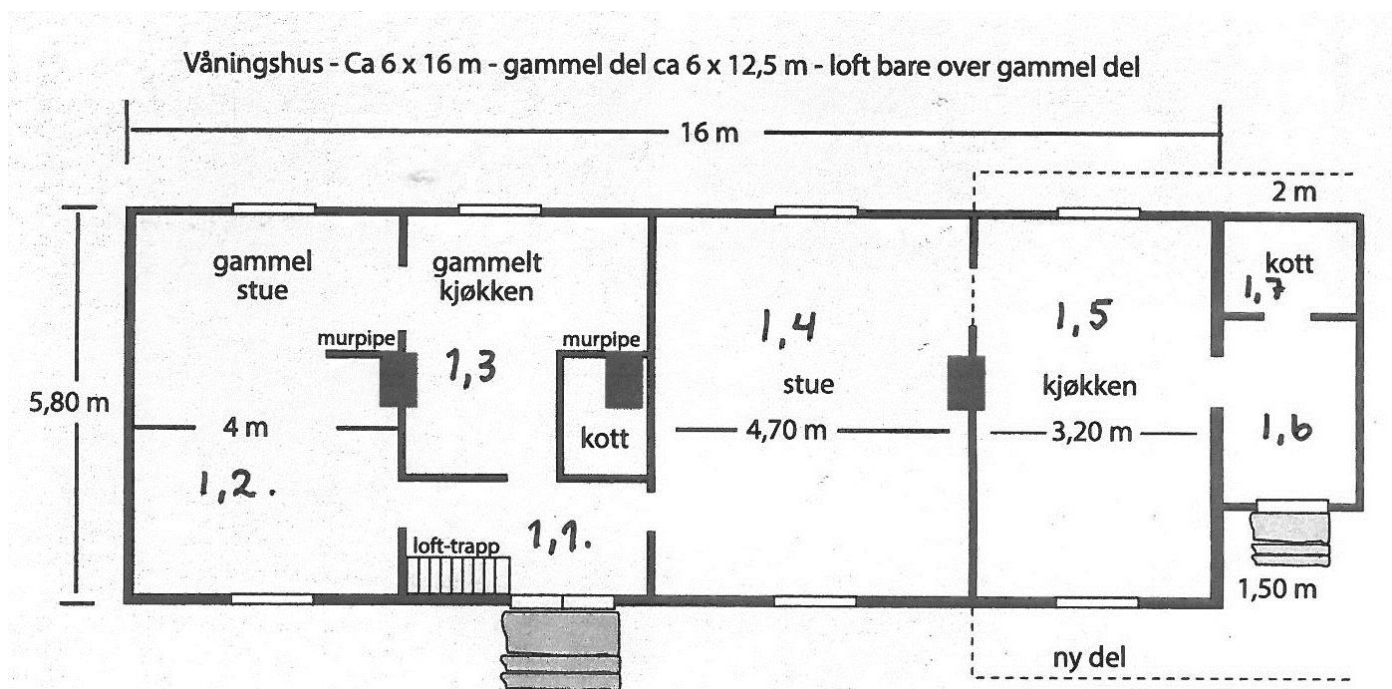 Våningshus - Ca 6 x 16 m - gammel del ca 6 x 12,5 m - loft bare over gammel del
16 m
2 m
gammel
stue
gammelt
kjøkken
kott
1,7
murpipe
murpipe
1,3
1,4
1,5
stue
kjøkken
5,80 m
4 m
kott
4,70 m
3,20 m
1,6
1,2.
1,1.
loft-trapp
1,50 m
ny del